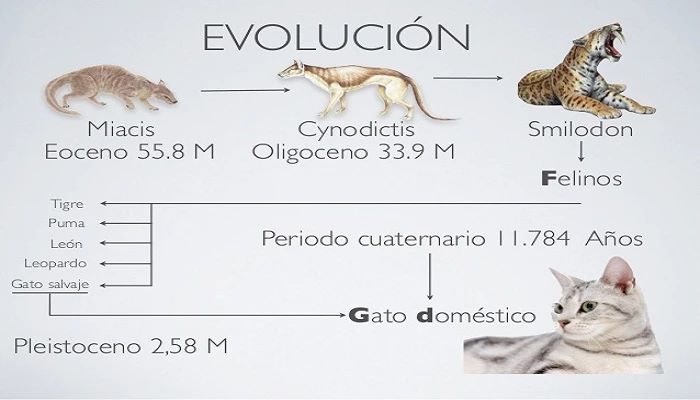 EVOLUCIÓN
Miacis
Eoceno 55.8 M
Cynodictis
Oligoceno 33.9 M
Smilodon
Felinos
Tigre
Puma
León
Leopardo
Gato salvaje
Periodo cuaternario 11.784 Años
Gato doméstico
Pleistoceno 2,58 M